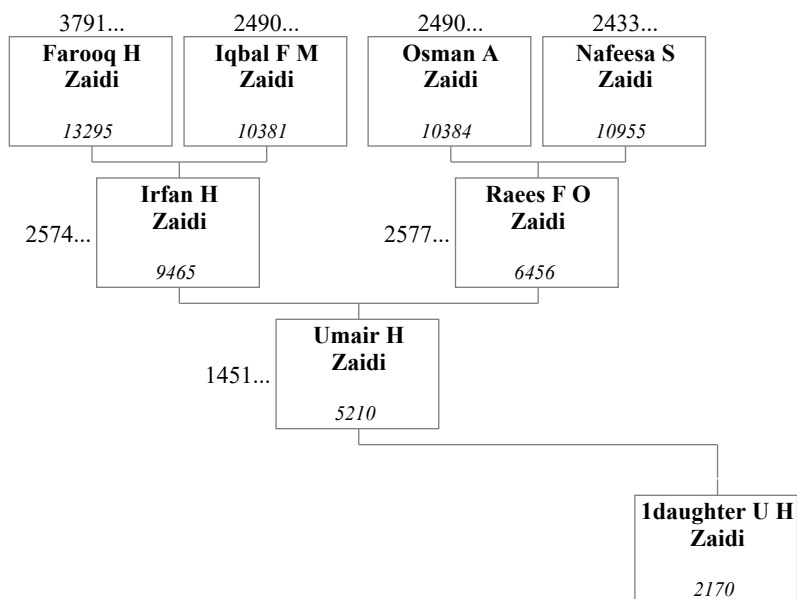 3791... 2490... 2490... 2433...
Farooq H
Zaidi
13295
Iqbal F M
Zaidi
10381
Osman A
Zaidi
10384
Nafeesa S
Zaidi
10955
2574...
Irfan H
Zaidi
9465
2577...
Raees F O
Zaidi
6456
1451...
Umair H
Zaidi
5210
1daughter U H
Zaidi
2170